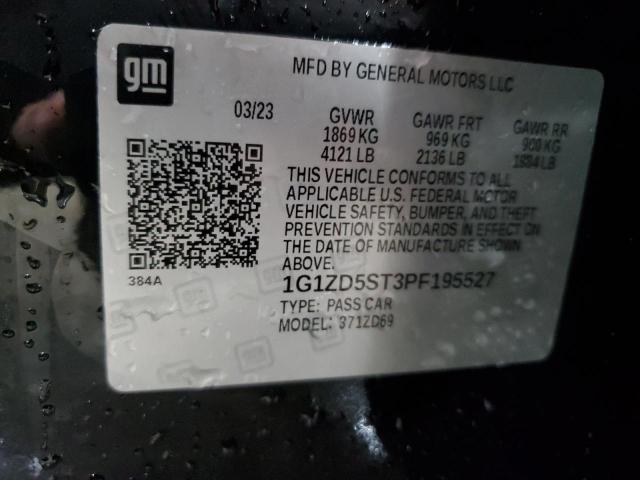 gm
MFD BY GENERAL MOTORS LLC
03/23
GVWR GAWR FRT GAWR RR
1869 KG 969 KG 900 KG
4121 LB 2136 LB 1984 LB
THIS VEHICLE CONFORMS TO ALL
APPLICABLE U.S. FEDERAL MOTOR
VEHICLE SAFETY, BUMPER, AND THEFT
PREVENTION STANDARDS IN EFFECT ON
THE DATE OF MANUFACTURE SHOWN
ABOVE.
384A
1G1ZD5ST3PF195527
TYPE: PASS CAR
MODEL: 371ZD69